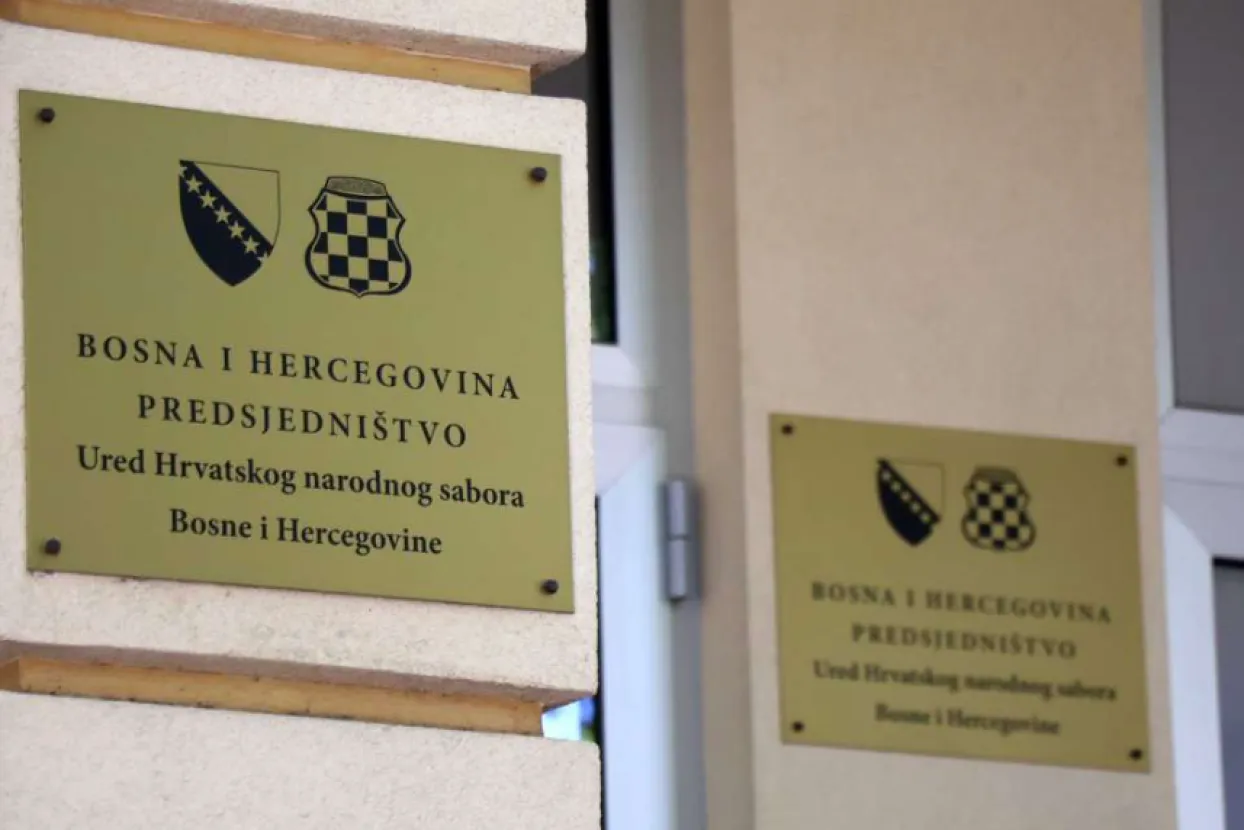 BOSNA I HERCEGOVINA
PREDSJEDNIŠTVO
Ured Hrvatskog narodnog sabora
Bosne i Hercegovine
BOSNA I HERCEGOVINA
PREDSJEDNIŠTVO
Ured Hrvatskog narodnog sabora
Bosne i Hercegovine